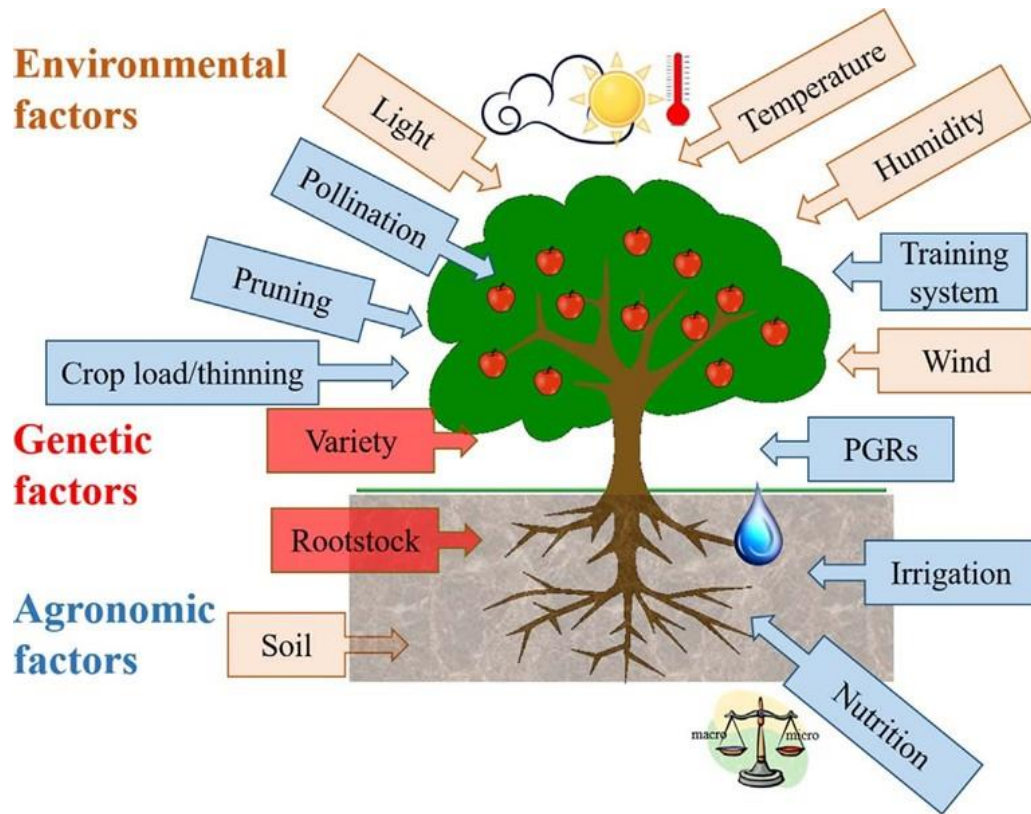 Environmental
factors
Light
Temperature
Humidity
Pollination
Pruning
Training
system
Crop load/thinning
Wind
Genetic
factors
Variety
PGRs
Rootstock
Irrigation
Agronomic
factors
Soil
Nutrition
macro
micro